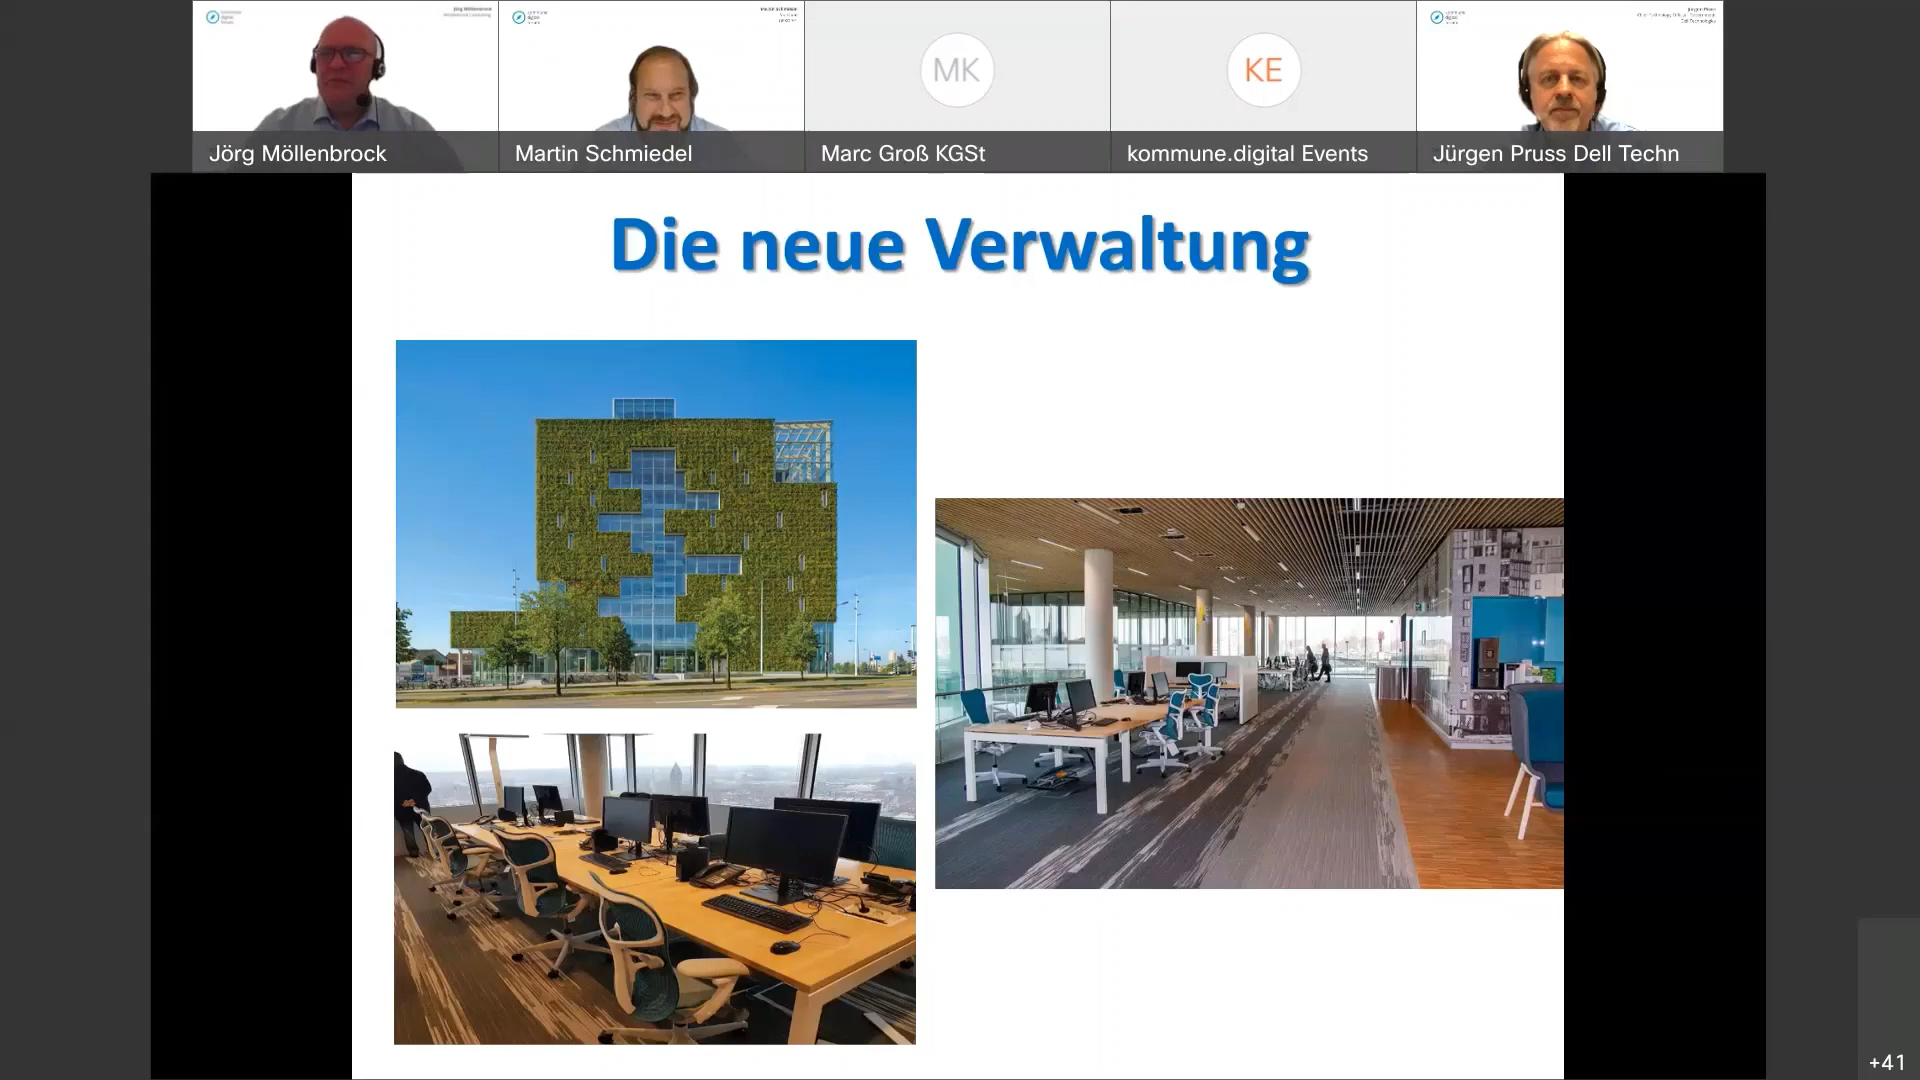 Jörg Möllenbrock
Martin Schmiedel
MK
Marc Groß KGSt
KE
kommune.digital Events
Jürgen Pruss Dell Techn
Die neue Verwaltung
+41